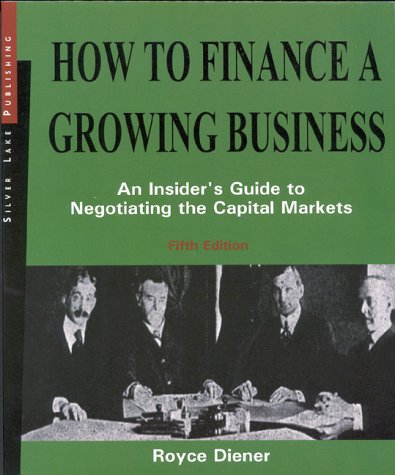 SILVER LAKE PUBLISHING
HOW TO FINANCE A
GROWING BUSINESS
An Insider's Guide to
Negotiating the Capital Markets
Fifth Edition
Royce Diener